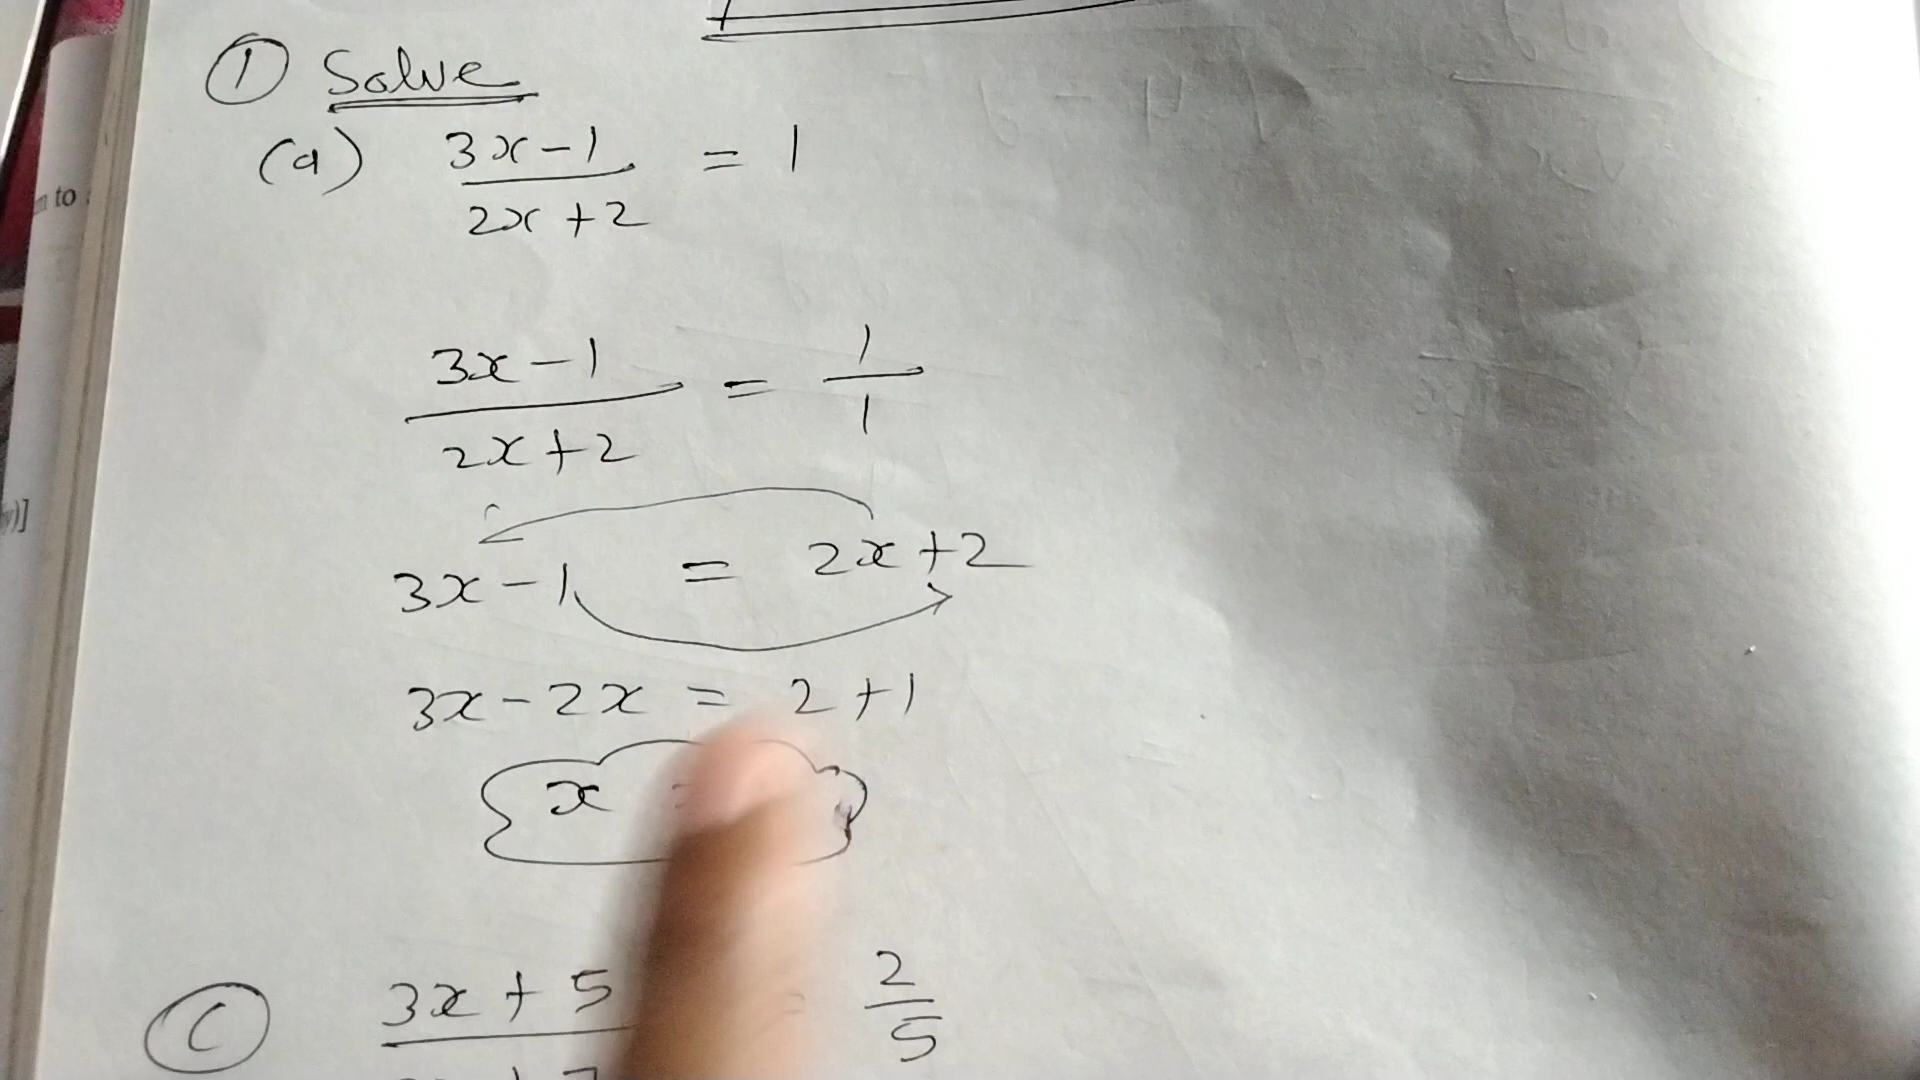 ① Solve
(a) 3x-1 / 2x+2 = 1
3x-1 / 2x+2 = 1/1
3x-1 = 2x+2
3x-2x = 2+1
x =
(c) 3x+5 = 2/5
to
)]